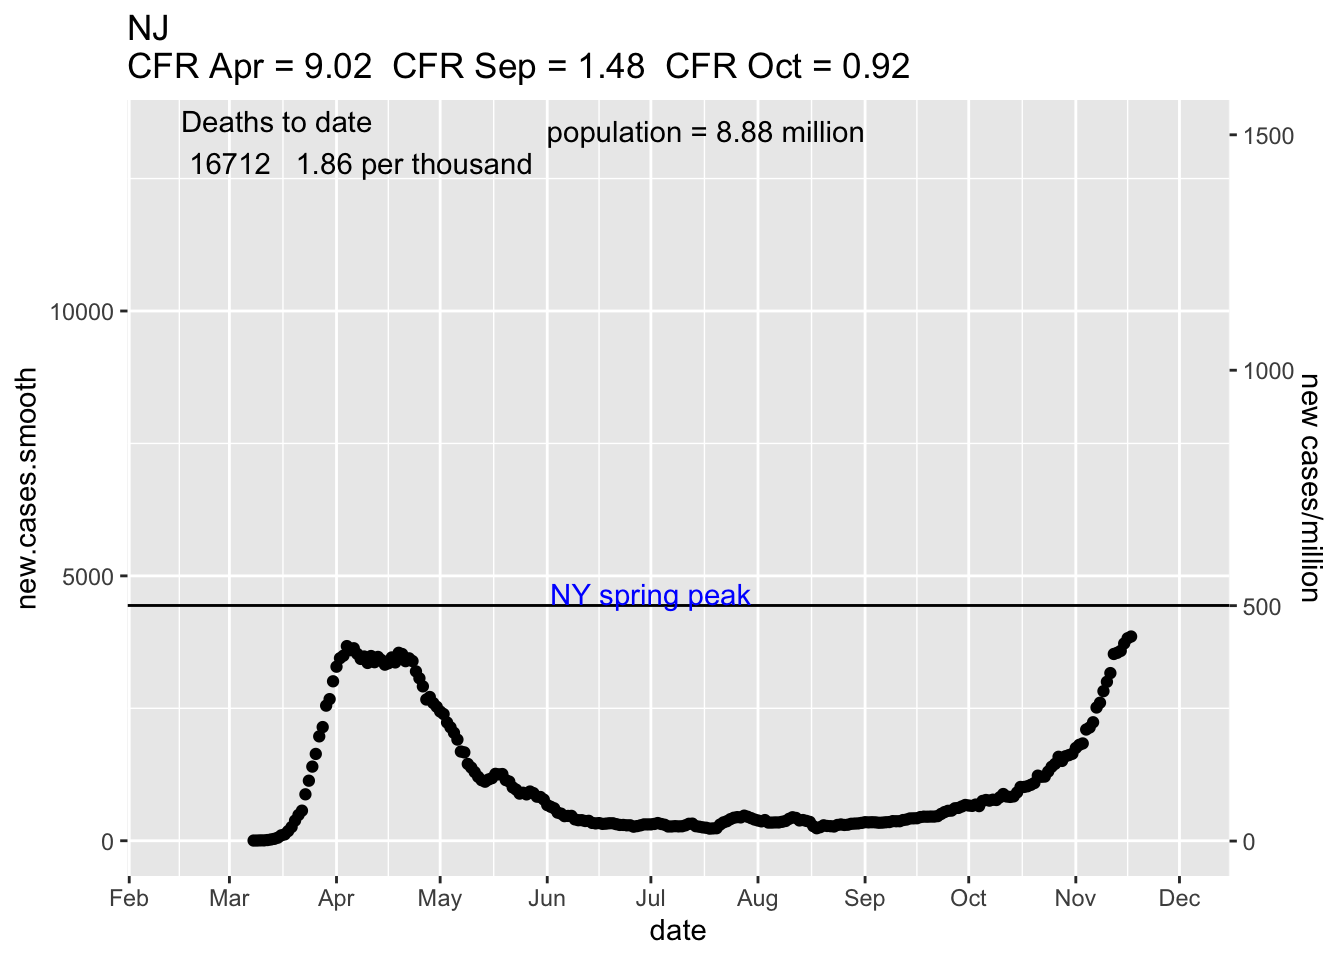 NJ
CFR Apr = 9.02  CFR Sep = 1.48  CFR Oct = 0.92
Deaths to date
16712   1.86 per thousand
population = 8.88 million
NY spring peak
new.cases.smooth
10000
5000
0
1500
1000
500
0
new cases/million
Feb Mar Apr May Jun Jul Aug Sep Oct Nov Dec
date